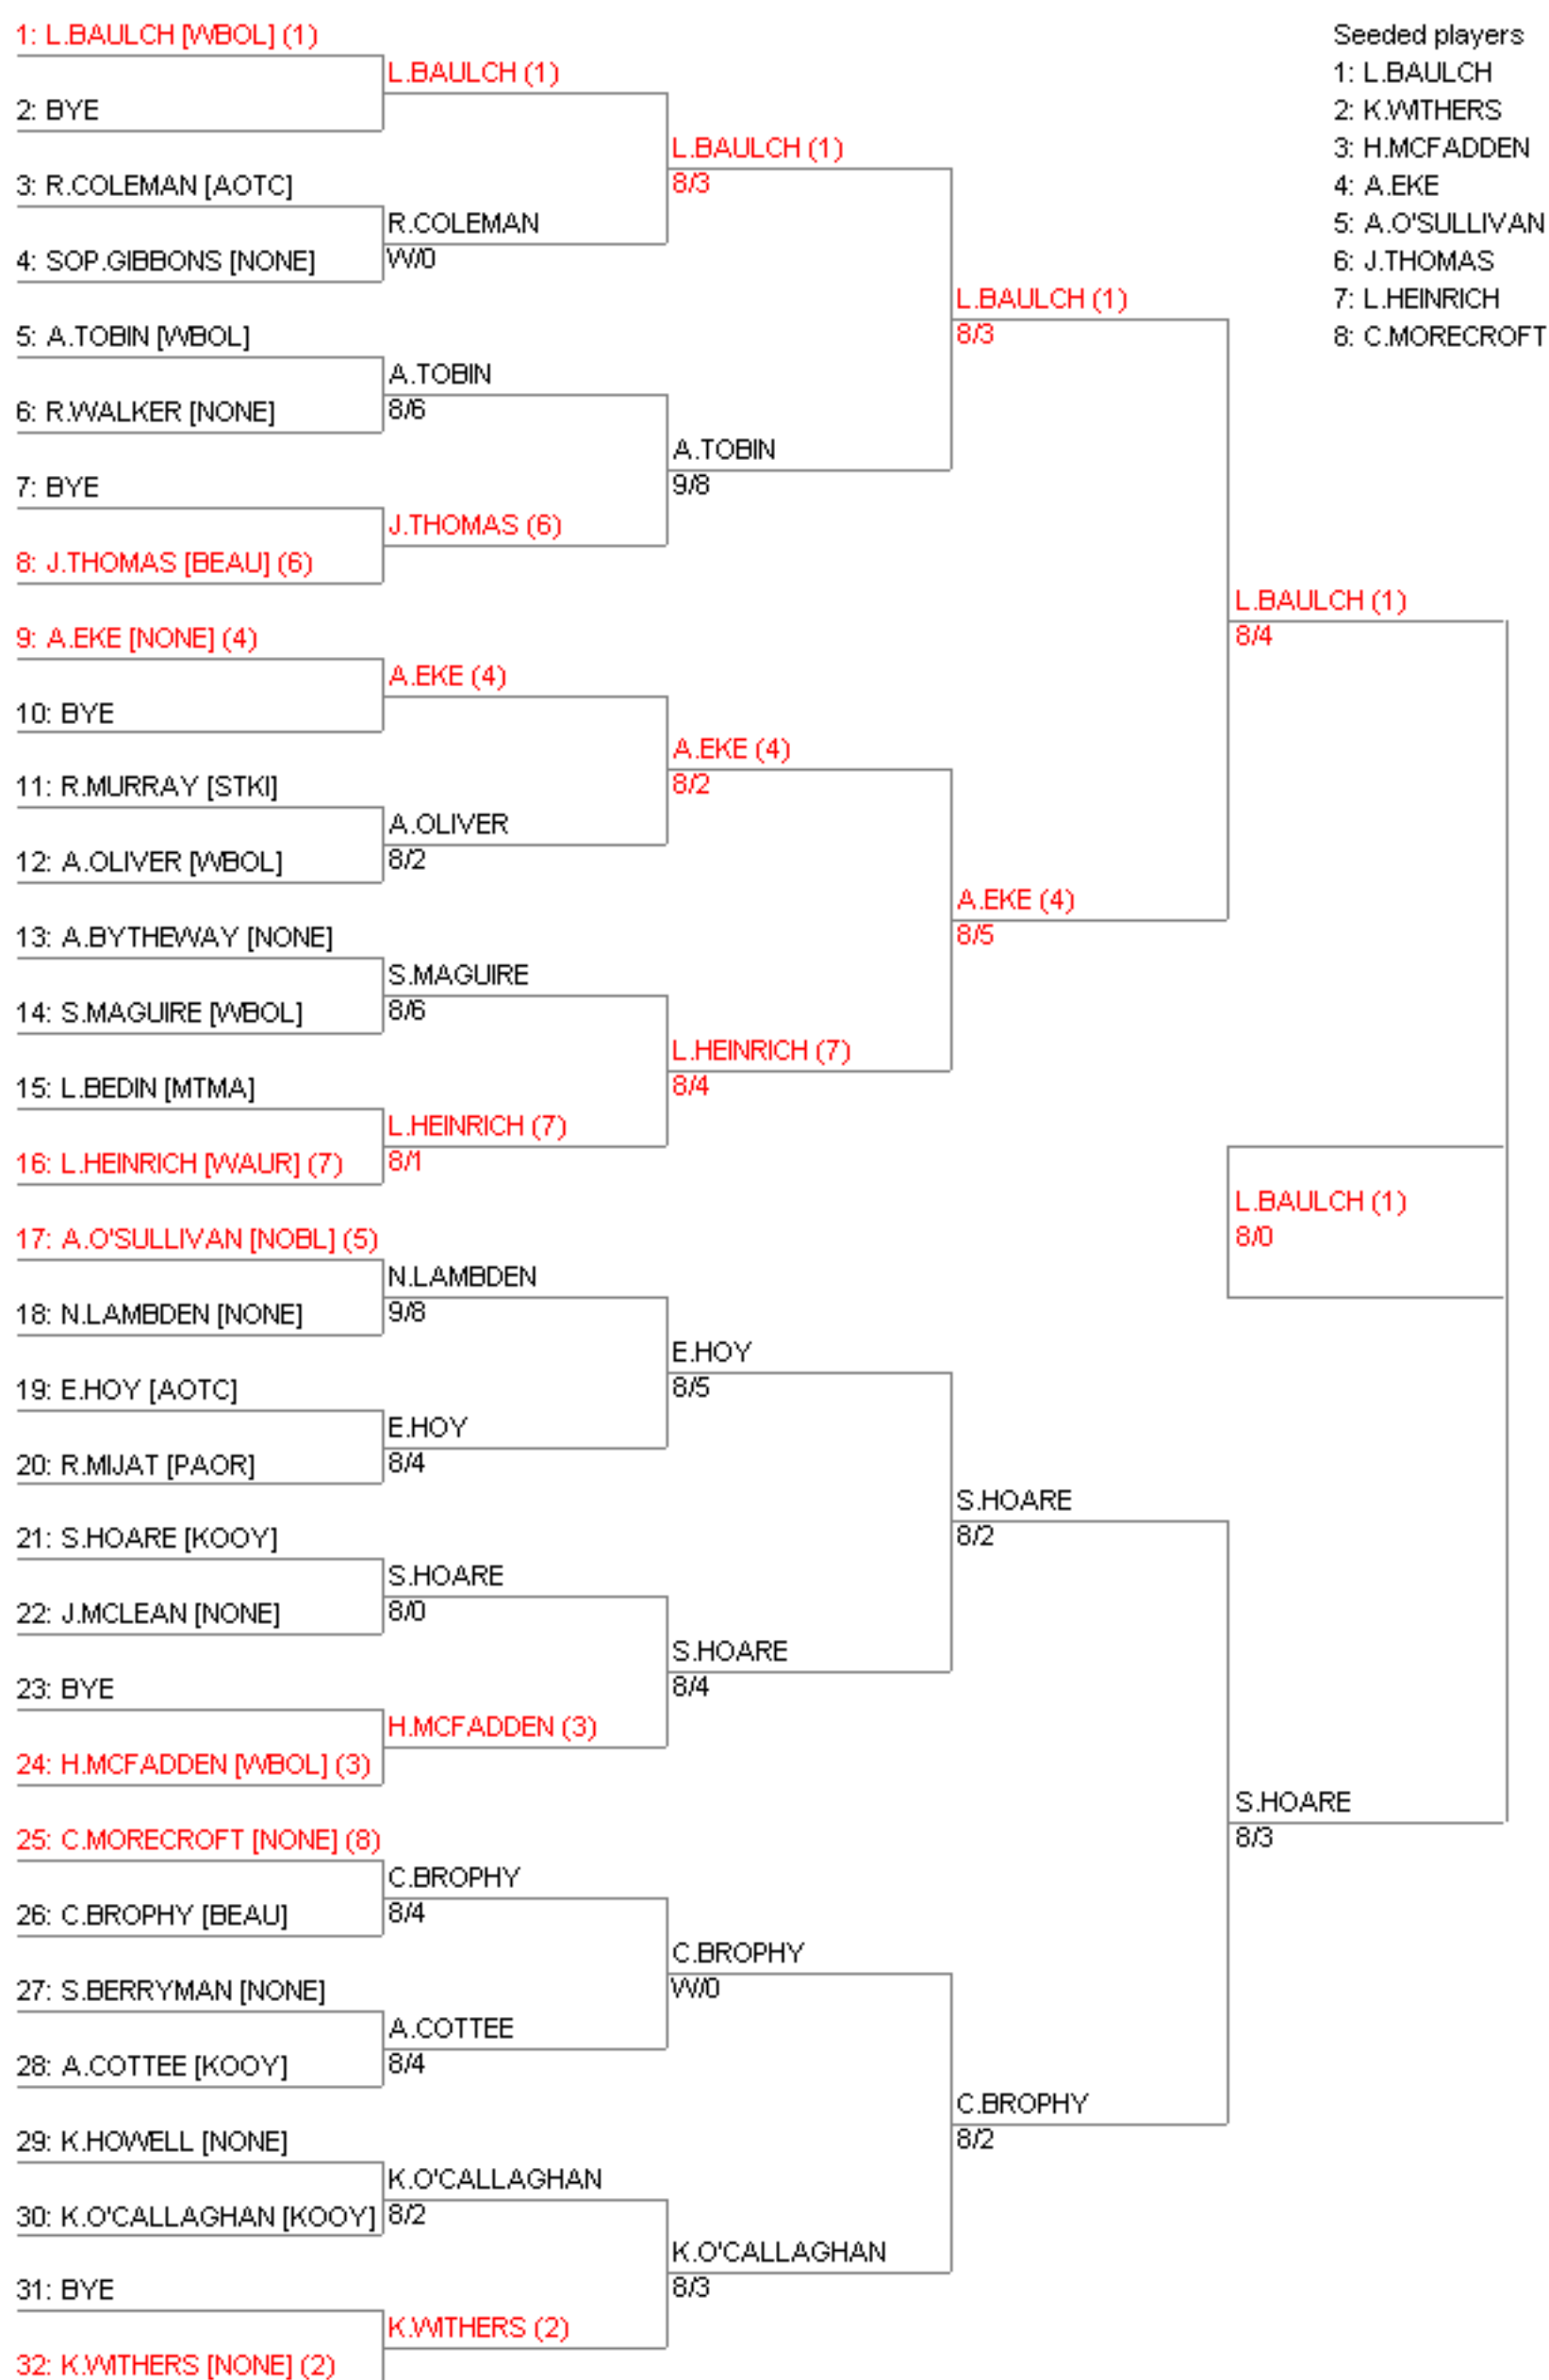 1: L.BAULCH [WBOL] (1)
2: BYE
3: R.COLEMAN [AOTC]
4: SOP.GIBBONS [NONE]
5: A.TOBIN [WBOL]
6: R.WALKER [NONE]
7: BYE
8: J.THOMAS [BEAU] (6)
9: A.EKE [NONE] (4)
10: BYE
11: R.MURRAY [STKI]
12: A.OLIVER [WBOL]
13: A.BYTHEWAY [NONE]
14: S.MAGUIRE [WBOL]
15: L.BEDIN [MTMA]
16: L.HEINRICH [WAUR] (7)
17: A.O'SULLIVAN [NOBL] (5)
18: N.LAMBDEN [NONE]
19: E.HOY [AOTC]
20: R.MIJAT [PAOR]
21: S.HOARE [KOOY]
22: J.MCLEAN [NONE]
23: BYE
24: H.MCFADDEN [WBOL] (3)
25: C.MORECROFT [NONE] (8)
26: C.BROPHY [BEAU]
27: S.BERRYMAN [NONE]
28: A.COTTEE [KOOY]
29: K.HOWELL [NONE]
30: K.O'CALLAGHAN [KOOY]
31: BYE
32: K.WITHERS [NONE] (2)
L.BAULCH (1)
R.COLEMAN
W/0
A.TOBIN
8/6
J.THOMAS (6)
A.EKE (4)
A.OLIVER
8/2
S.MAGUIRE
8/6
L.HEINRICH (7)
8/1
N.LAMBDEN
9/8
E.HOY
8/4
S.HOARE
8/0
H.MCFADDEN (3)
C.BROPHY
8/4
A.COTTEE
8/4
K.O'CALLAGHAN
8/2
K.WITHERS (2)
L.BAULCH (1)
8/3
A.TOBIN
9/8
A.EKE (4)
8/2
L.HEINRICH (7)
8/4
E.HOY
8/5
S.HOARE
8/4
C.BROPHY
W/0
K.O'CALLAGHAN
8/3
L.BAULCH (1)
8/3
A.EKE (4)
8/5
S.HOARE
8/2
C.BROPHY
8/2
L.BAULCH (1)
8/4
L.BAULCH (1)
8/0
S.HOARE
8/3
Seeded players
1: L.BAULCH
2: K.WITHERS
3: H.MCFADDEN
4: A.EKE
5: A.O'SULLIVAN
6: J.THOMAS
7: L.HEINRICH
8: C.MORECROFT